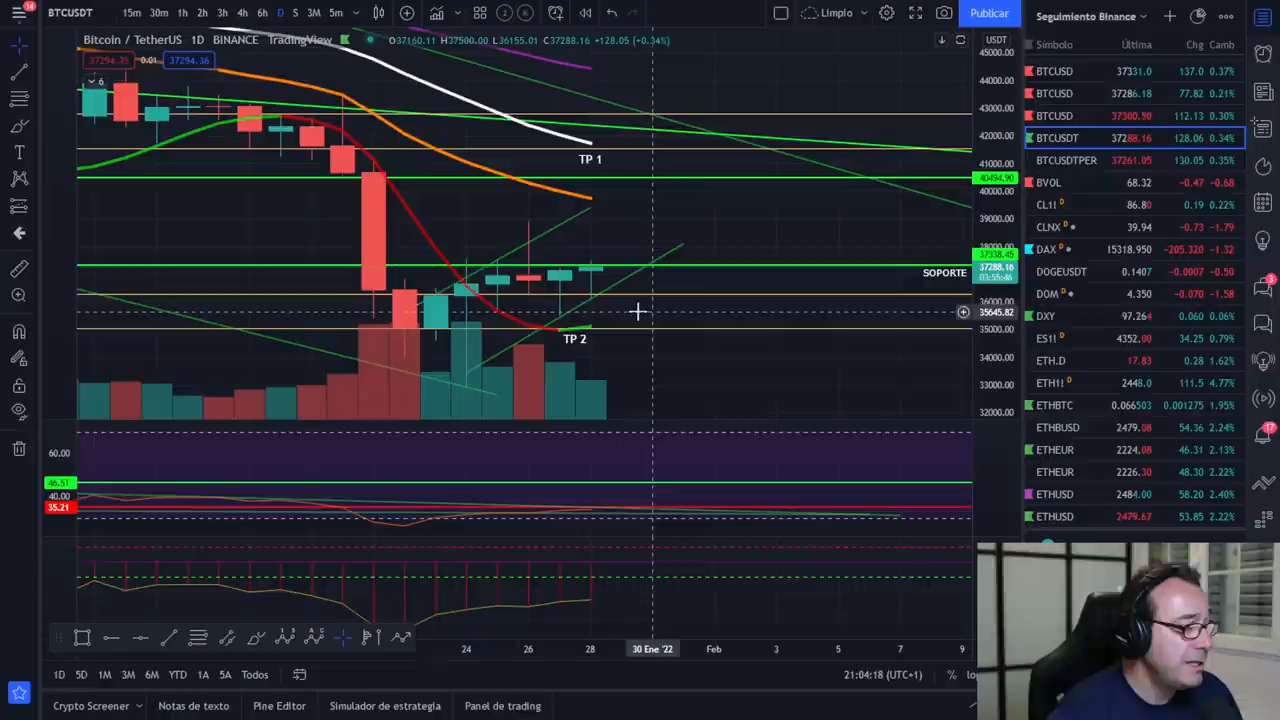 14
BTCUSDT
15m 30m 1h 2h 3h 4h 6h D S 3M 5m
2 K
Limpio
Publicar
Bitcoin / TetherUS 1D BINANCE TradingView O37160.11 H37500.00 L36155.01 C37288.16 +128.05 (+0.34%)
37294.35 0.01 37294.36
6
USDT
45000.00
44000.00
43000.00
42000.00
TP 1
41000.00
40494.90
40000.00
39000.00
38000.00
37338.45
SOPORTE
37288.16
03:55:46
36000.00
35645.82
35000.00
TP 2
34000.00
33000.00
32000.00
60.00
46.51
40.00
35.21
24 26 28 30 Ene '22 Feb 3 5 7 9
1D 5D 1M 3M 6M YTD 1A 5A Todos
21:04:18 (UTC+1) %
Crypto Screener Notas de texto Pine Editor Simulador de estrategia Panel de trading
Seguimiento Binance
Símbolo Última Chg Camb
BTCUSD 37331.0 137.0 0.37%
BTCUSD 37286.18 77.82 0.21%
BTCUSD 37300.50 112.13 0.30%
BTCUSDT 37288.16 128.06 0.34%
BTCUSDTPER 37261.05 130.05 0.35%
BVOL 68.32 -0.47 -0.68
CL1! D 86.80 0.19 0.22%
CLNX D 39.94 -0.73 -1.79
DAX D 15318.950 -205.320 -1.32
DOGEUSDT 0.1407 -0.0007 -0.50
DOM D 4.350 -0.070 -1.58
DXY 97.264 0.060 0.06%
ES1! D 4352.00 34.25 0.79%
ETH.D 17.83 0.28 1.62%
ETH1! D 2448.0 111.5 4.77%
ETHBTC 0.066503 0.001275 1.95%
ETHBUSD 2479.08 54.36 2.24%
ETHEUR 2224.08 46.31 2.13%
ETHEUR 2226.30 48.30 2.22%
ETHUSD 2484.00 58.20 2.40%
ETHUSD 2479.67 53.85 2.22%
3
17